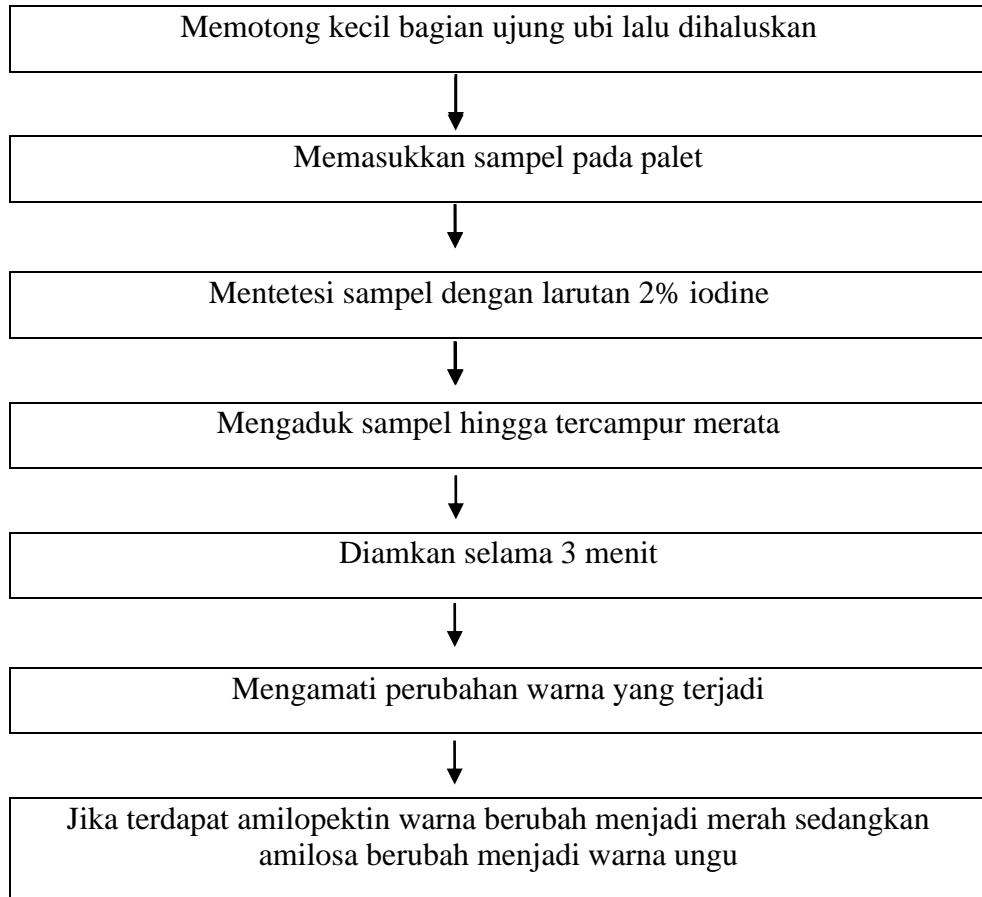 Memotong kecil bagian ujung ubi lalu dihaluskan
Memasukkan sampel pada palet
Mentetesi sampel dengan larutan 2% iodine
Mengaduk sampel hingga tercampur merata
Diamkan selama 3 menit
Mengamati perubahan warna yang terjadi
Jika terdapat amilopektin warna berubah menjadi merah sedangkan
amilosa berubah menjadi warna ungu